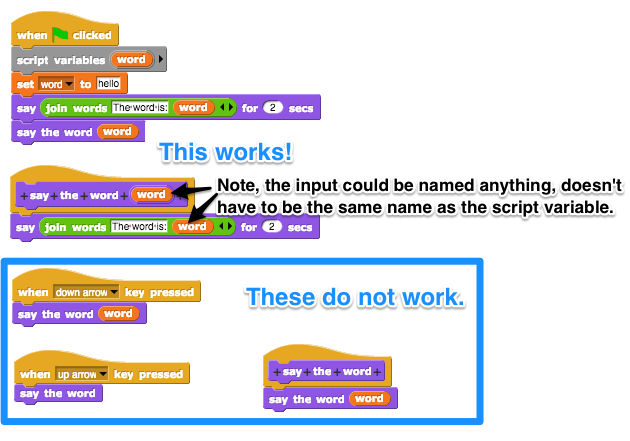 when clicked
script variables word
set word to hello
say join words The word is: word for 2 secs
say the word word
This works!
+say+the+word+ word +
Note, the input could be named anything, doesn't
have to be the same name as the script variable.
say join words The word is: word for 2 secs
These do not work.
when down arrow key pressed
say the word word
when up arrow key pressed
say the word
+say+the+word+
say the word word